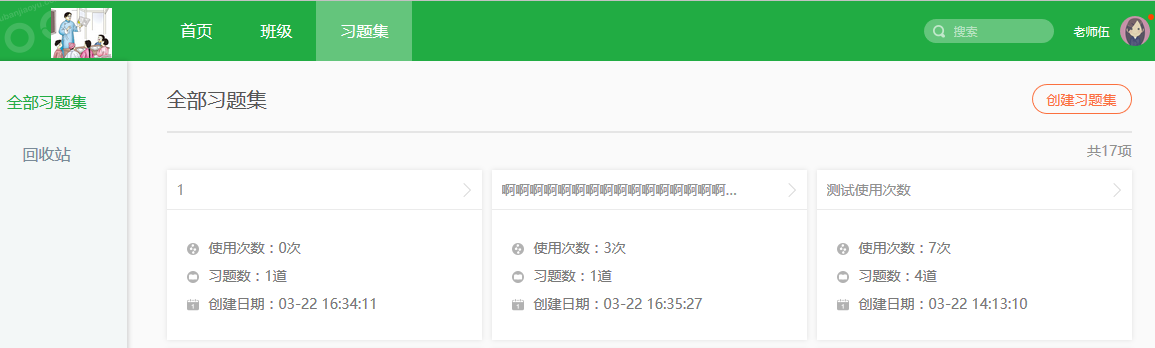 首页 班级 习题集 搜索 老师伍
全部习题集
回收站
全部习题集 创建习题集
共17项
1
使用次数：0次
习题数：1道
创建日期：03-22 16:34:11
啊啊啊啊啊啊啊啊啊啊啊啊啊啊啊啊...
使用次数：3次
习题数：1道
创建日期：03-22 16:35:27
测试使用次数
使用次数：7次
习题数：4道
创建日期：03-22 14:13:10